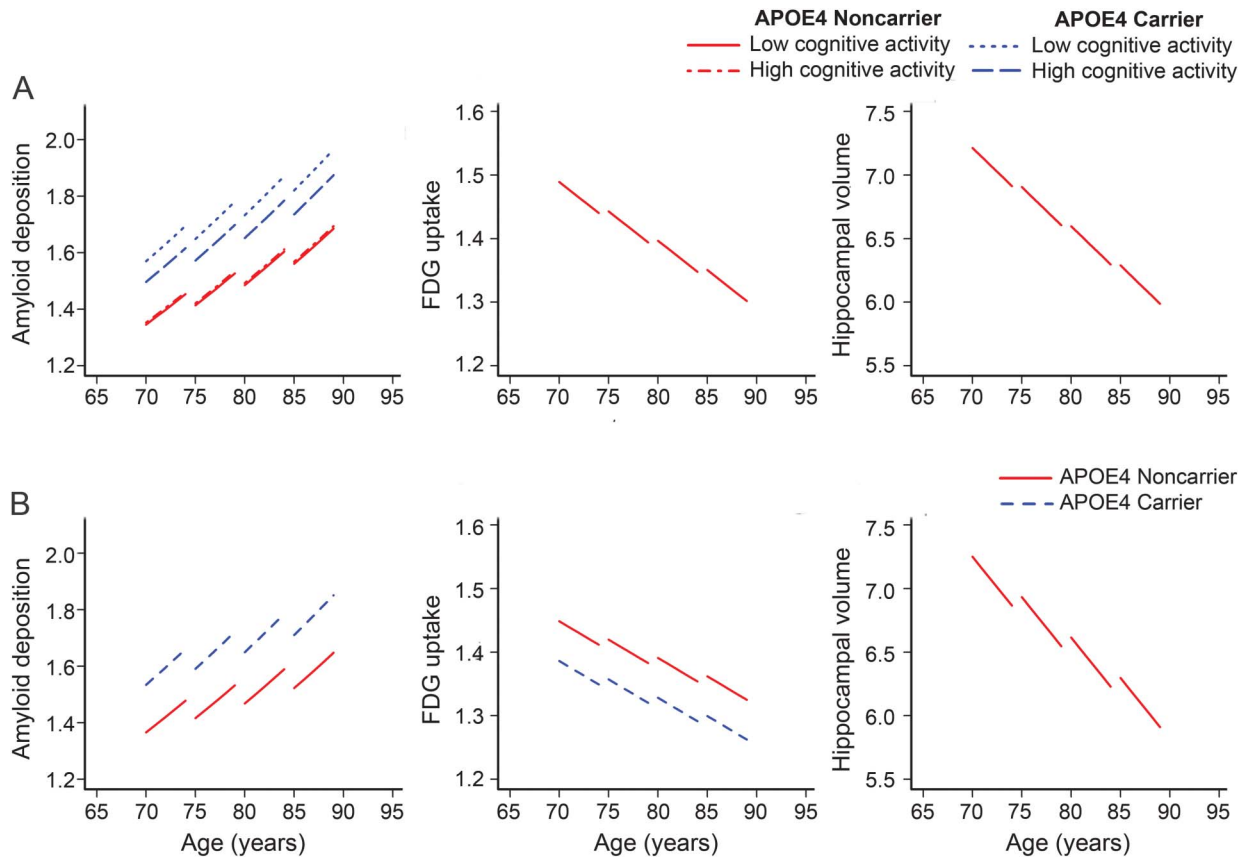 APOE4 Noncarrier APOE4 Carrier
Low cognitive activity Low cognitive activity
High cognitive activity High cognitive activity
A
Amyloid deposition
2.0
1.8
1.6
1.4
1.2
65 70 75 80 85 90 95
FDG uptake
1.6
1.5
1.4
1.3
1.2
65 70 75 80 85 90 95
Hippocampal volume
7.5
7.0
6.5
6.0
5.5
65 70 75 80 85 90 95
APOE4 Noncarrier
APOE4 Carrier
B
Amyloid deposition
2.0
1.8
1.6
1.4
1.2
65 70 75 80 85 90 95
Age (years)
FDG uptake
1.6
1.5
1.4
1.3
1.2
65 70 75 80 85 90 95
Age (years)
Hippocampal volume
7.5
7.0
6.5
6.0
5.5
65 70 75 80 85 90 95
Age (years)